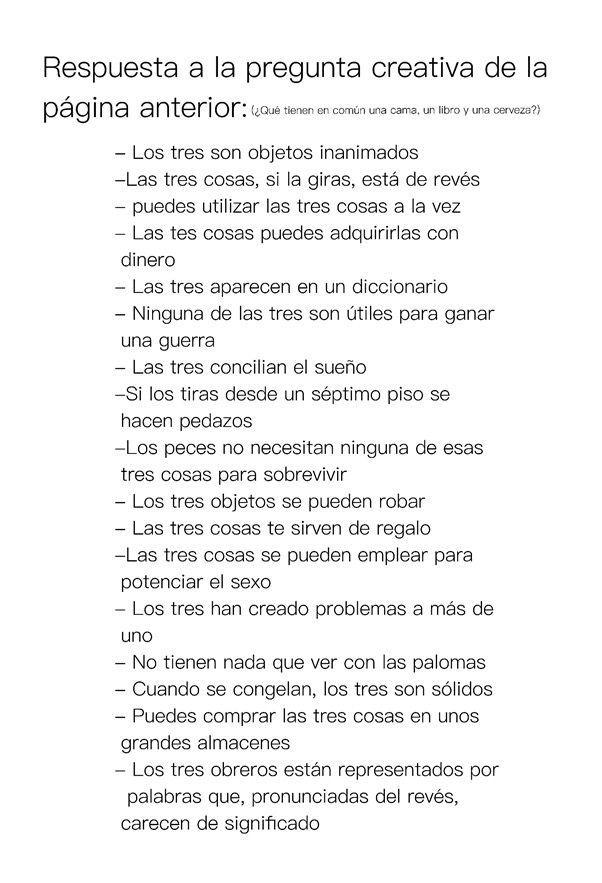 Respuesta a la pregunta creativa de la
página anterior: (¿Qué tienen en común una cama, un libro y una cerveza?)
– Los tres son objetos inanimados
–Las tres cosas, si la giras, está de revés
– puedes utilizar las tres cosas a la vez
– Las tes cosas puedes adquirirlas con
dinero
– Las tres aparecen en un diccionario
– Ninguna de las tres son útiles para ganar
una guerra
– Las tres concilian el sueño
–Si los tiras desde un séptimo piso se
hacen pedazos
–Los peces no necesitan ninguna de esas
tres cosas para sobrevivir
– Los tres objetos se pueden robar
– Las tres cosas te sirven de regalo
–Las tres cosas se pueden emplear para
potenciar el sexo
– Los tres han creado problemas a más de
uno
– No tienen nada que ver con las palomas
– Cuando se congelan, los tres son sólidos
– Puedes comprar las tres cosas en unos
grandes almacenes
– Los tres obreros están representados por
palabras que, pronunciadas del revés,
carecen de significado